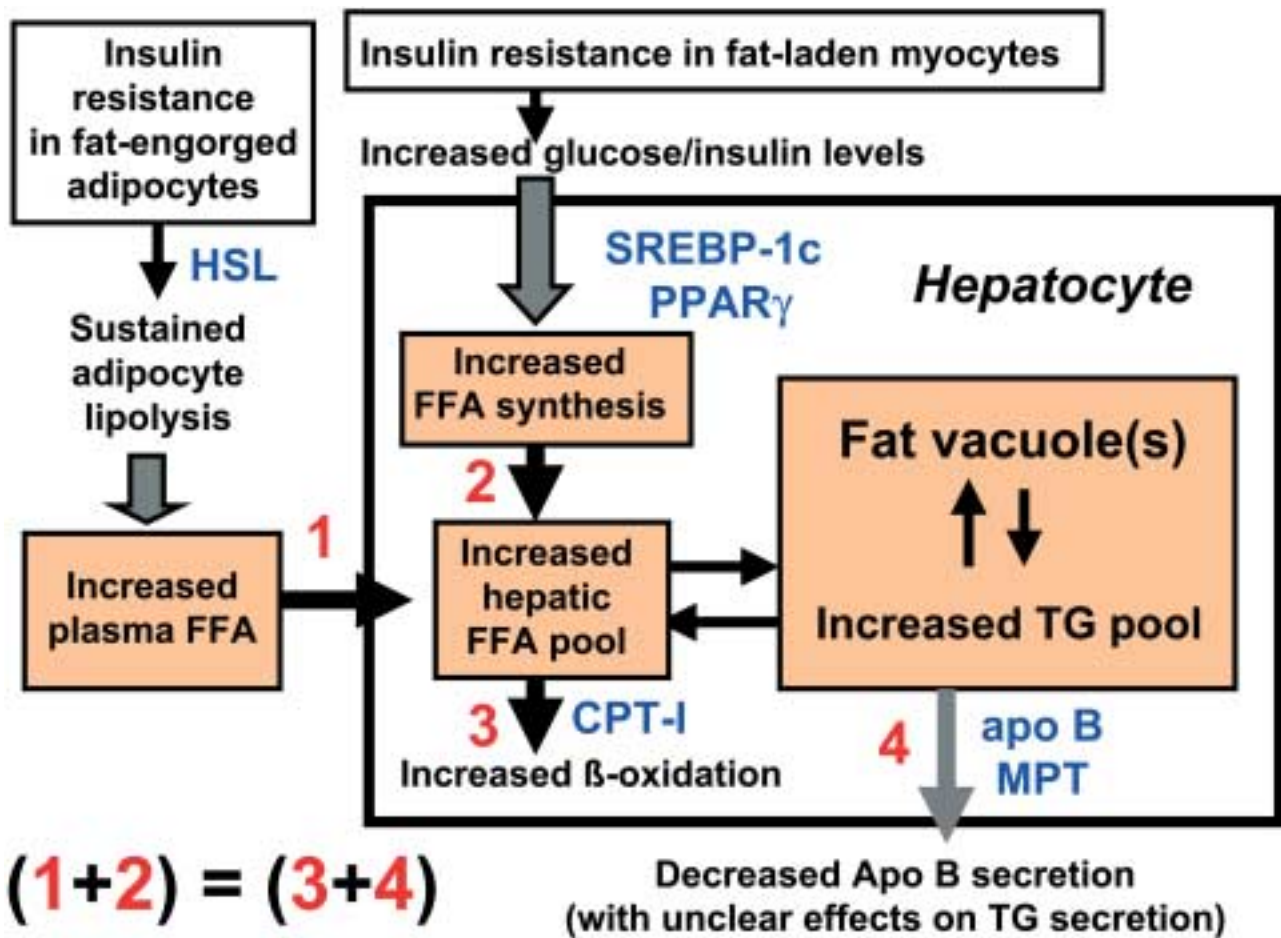 Insulin
resistance
in fat-engorged
adipocytes
Insulin resistance in fat-laden myocytes
Increased glucose/insulin levels
HSL
SREBP-1c
PPARγ
Hepatocyte
Sustained
adipocyte
lipolysis
Increased
FFA synthesis
Fat vacuole(s)
2
1
Increased
plasma FFA
Increased
hepatic
FFA pool
Increased TG pool
3
CPT-I
Increased ß-oxidation
4
apo B
MPT
(1+2) = (3+4)
Decreased Apo B secretion
(with unclear effects on TG secretion)